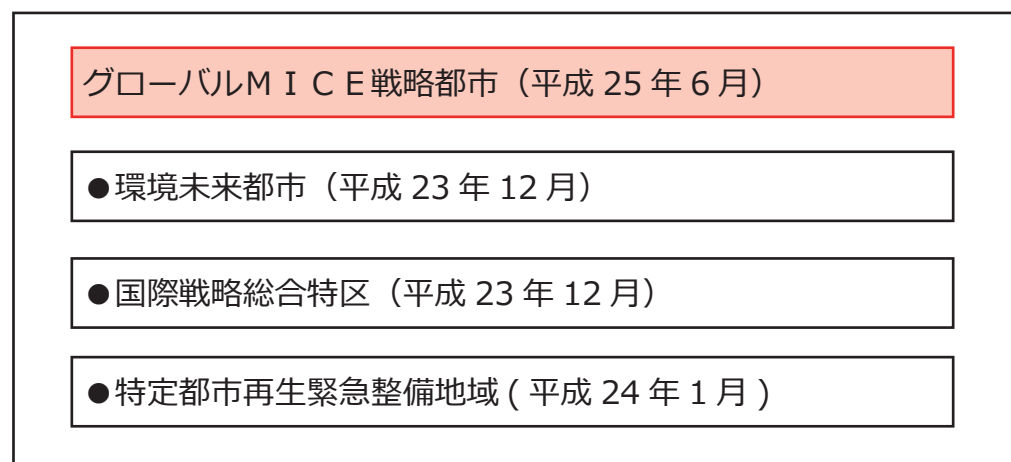 グローバルＭＩＣＥ戦略都市（平成 25 年 6 月）
●環境未来都市（平成 23 年 12 月）
●国際戦略総合特区（平成 23 年 12 月）
●特定都市再生緊急整備地域 ( 平成 24 年 1 月 )